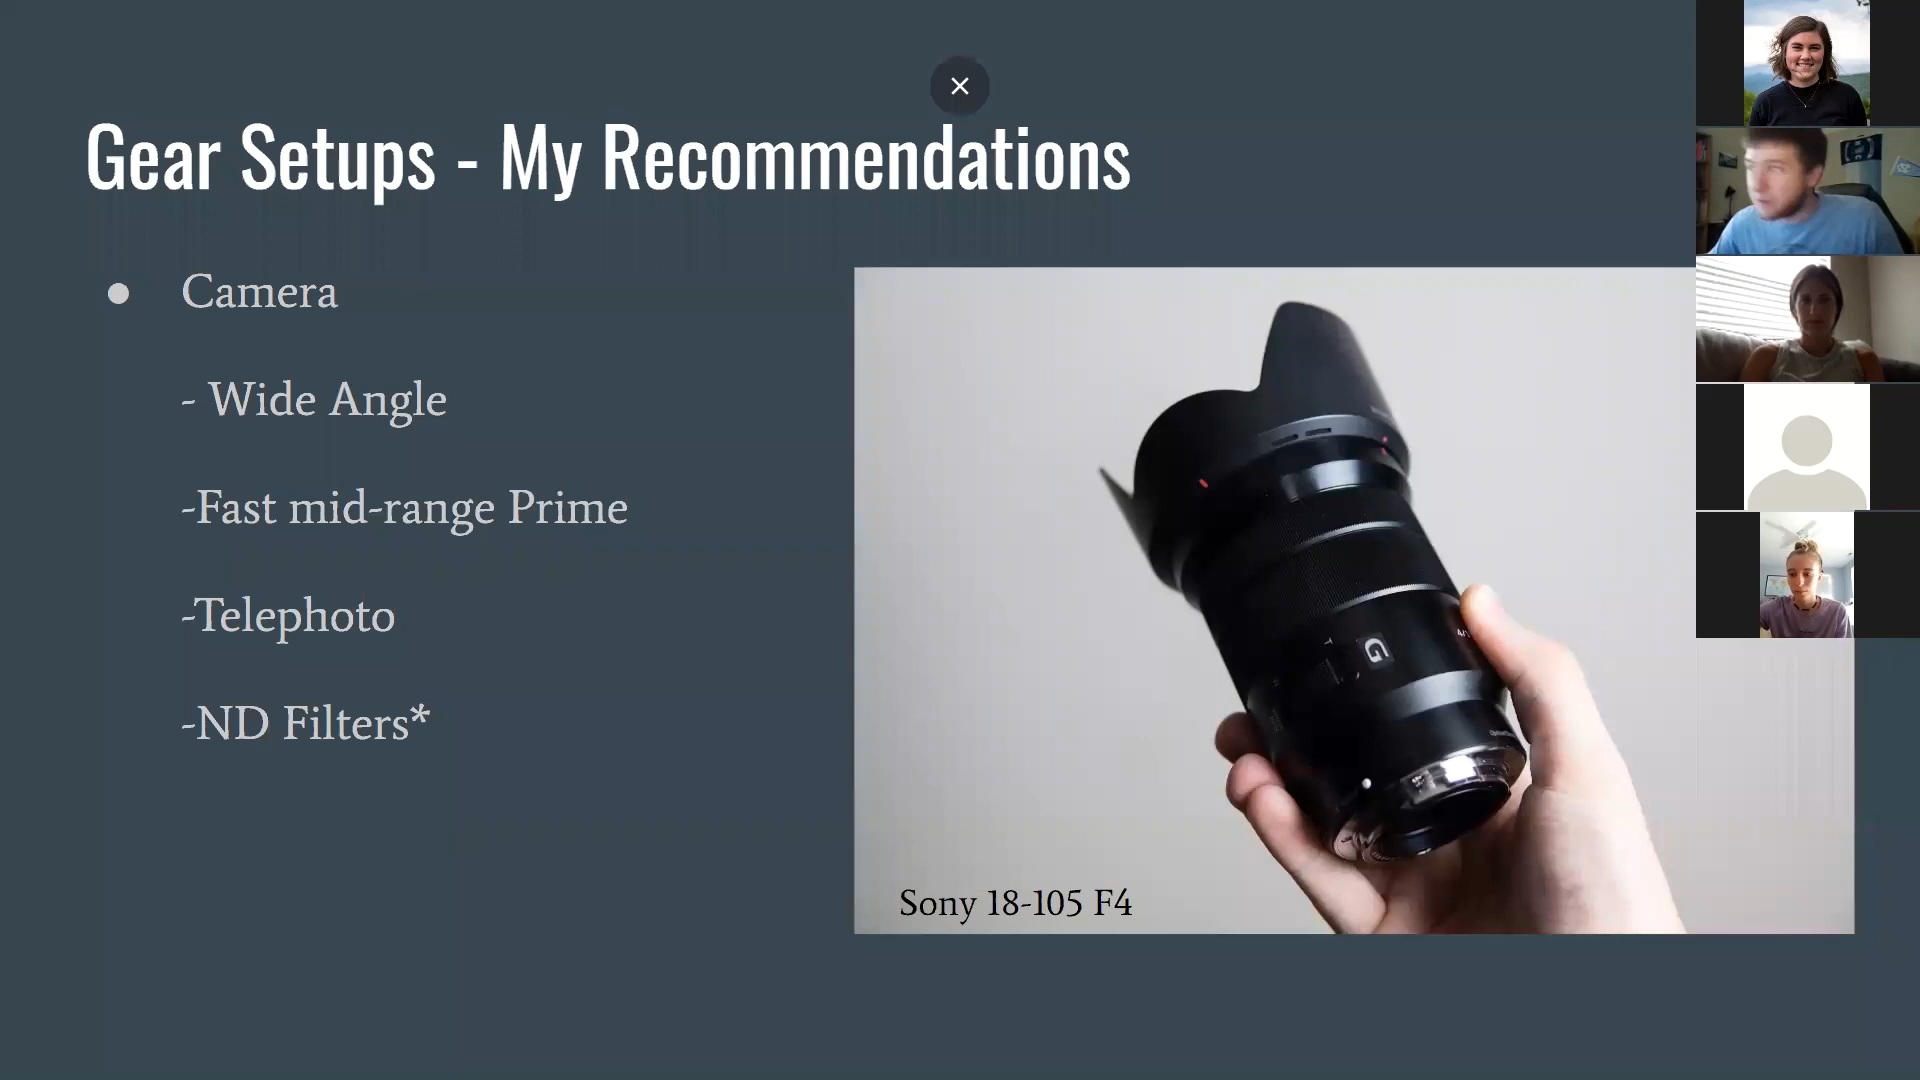 Gear Setups - My Recommendations
● Camera
- Wide Angle
-Fast mid-range Prime
-Telephoto
-ND Filters*
G
Sony 18-105 F4